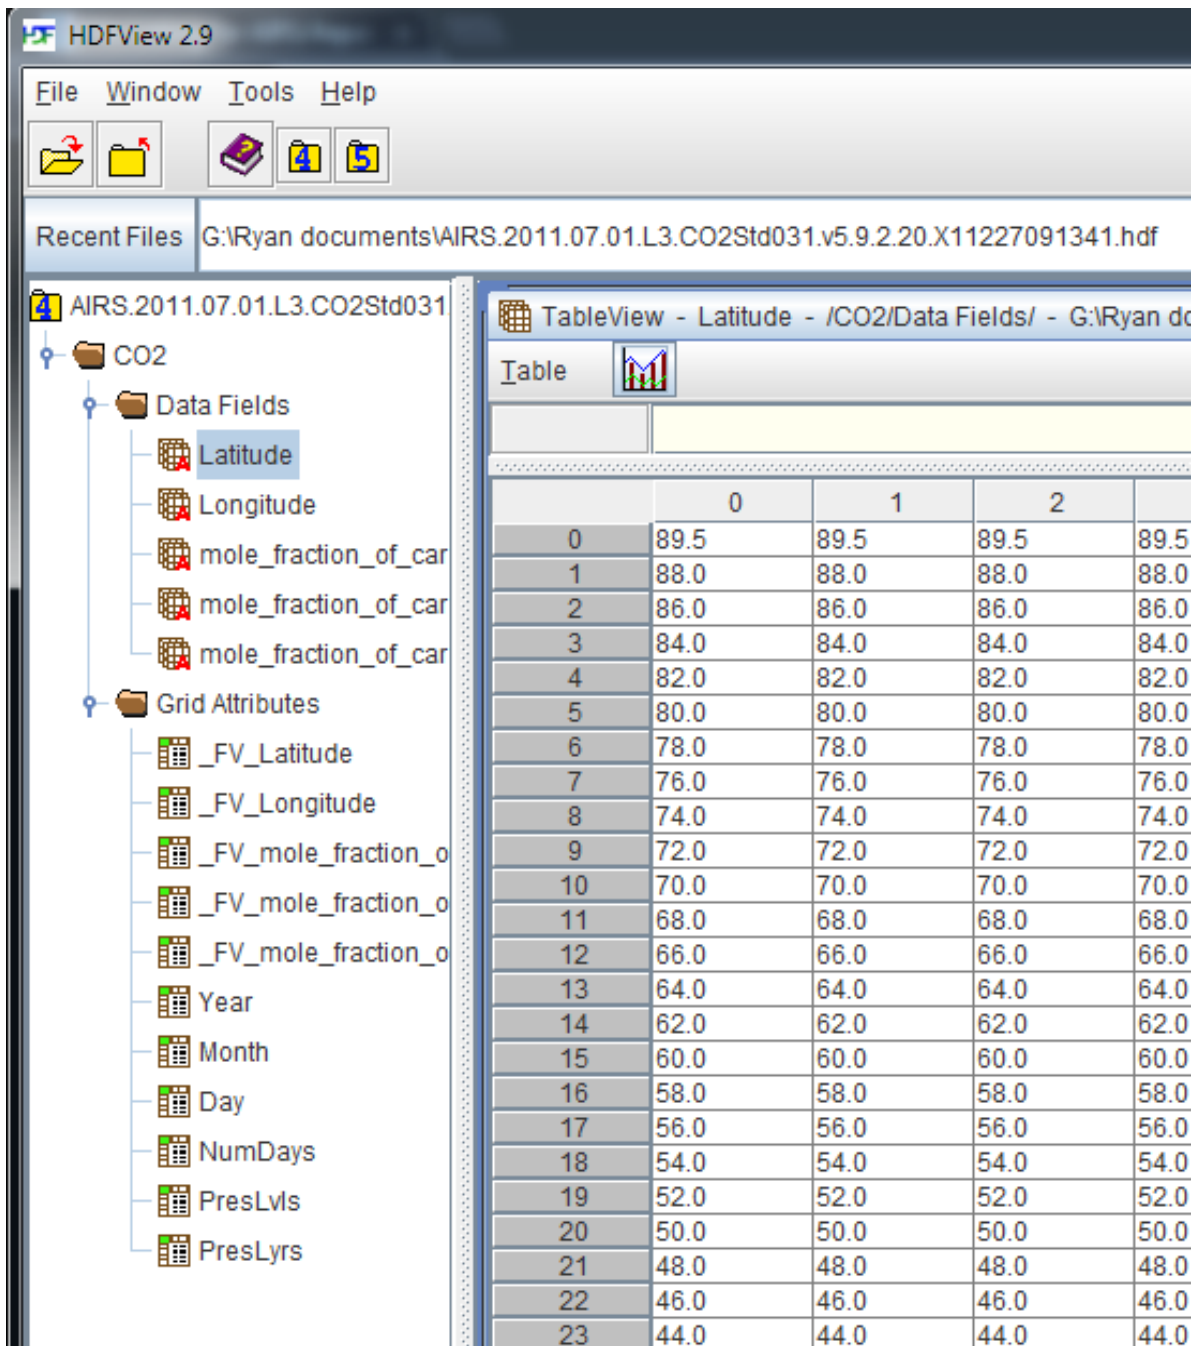 HDF HDFView 2.9
File Window Tools Help
4 5
Recent Files G:\Ryan documents\AIRS.2011.07.01.L3.CO2Std031.v5.9.2.20.X11227091341.hdf
4 AIRS.2011.07.01.L3.CO2Std031
CO2
Data Fields
Latitude
Longitude
mole_fraction_of_car
mole_fraction_of_car
mole_fraction_of_car
Grid Attributes
_FV_Latitude
_FV_Longitude
_FV_mole_fraction_o
_FV_mole_fraction_o
_FV_mole_fraction_o
Year
Month
Day
NumDays
PresLvls
PresLyrs
TableView - Latitude - /CO2/Data Fields/ - G:\Ryan do
Table
0 1 2
0 89.5 89.5 89.5 89.5
1 88.0 88.0 88.0 88.0
2 86.0 86.0 86.0 86.0
3 84.0 84.0 84.0 84.0
4 82.0 82.0 82.0 82.0
5 80.0 80.0 80.0 80.0
6 78.0 78.0 78.0 78.0
7 76.0 76.0 76.0 76.0
8 74.0 74.0 74.0 74.0
9 72.0 72.0 72.0 72.0
10 70.0 70.0 70.0 70.0
11 68.0 68.0 68.0 68.0
12 66.0 66.0 66.0 66.0
13 64.0 64.0 64.0 64.0
14 62.0 62.0 62.0 62.0
15 60.0 60.0 60.0 60.0
16 58.0 58.0 58.0 58.0
17 56.0 56.0 56.0 56.0
18 54.0 54.0 54.0 54.0
19 52.0 52.0 52.0 52.0
20 50.0 50.0 50.0 50.0
21 48.0 48.0 48.0 48.0
22 46.0 46.0 46.0 46.0
23 44.0 44.0 44.0 44.0